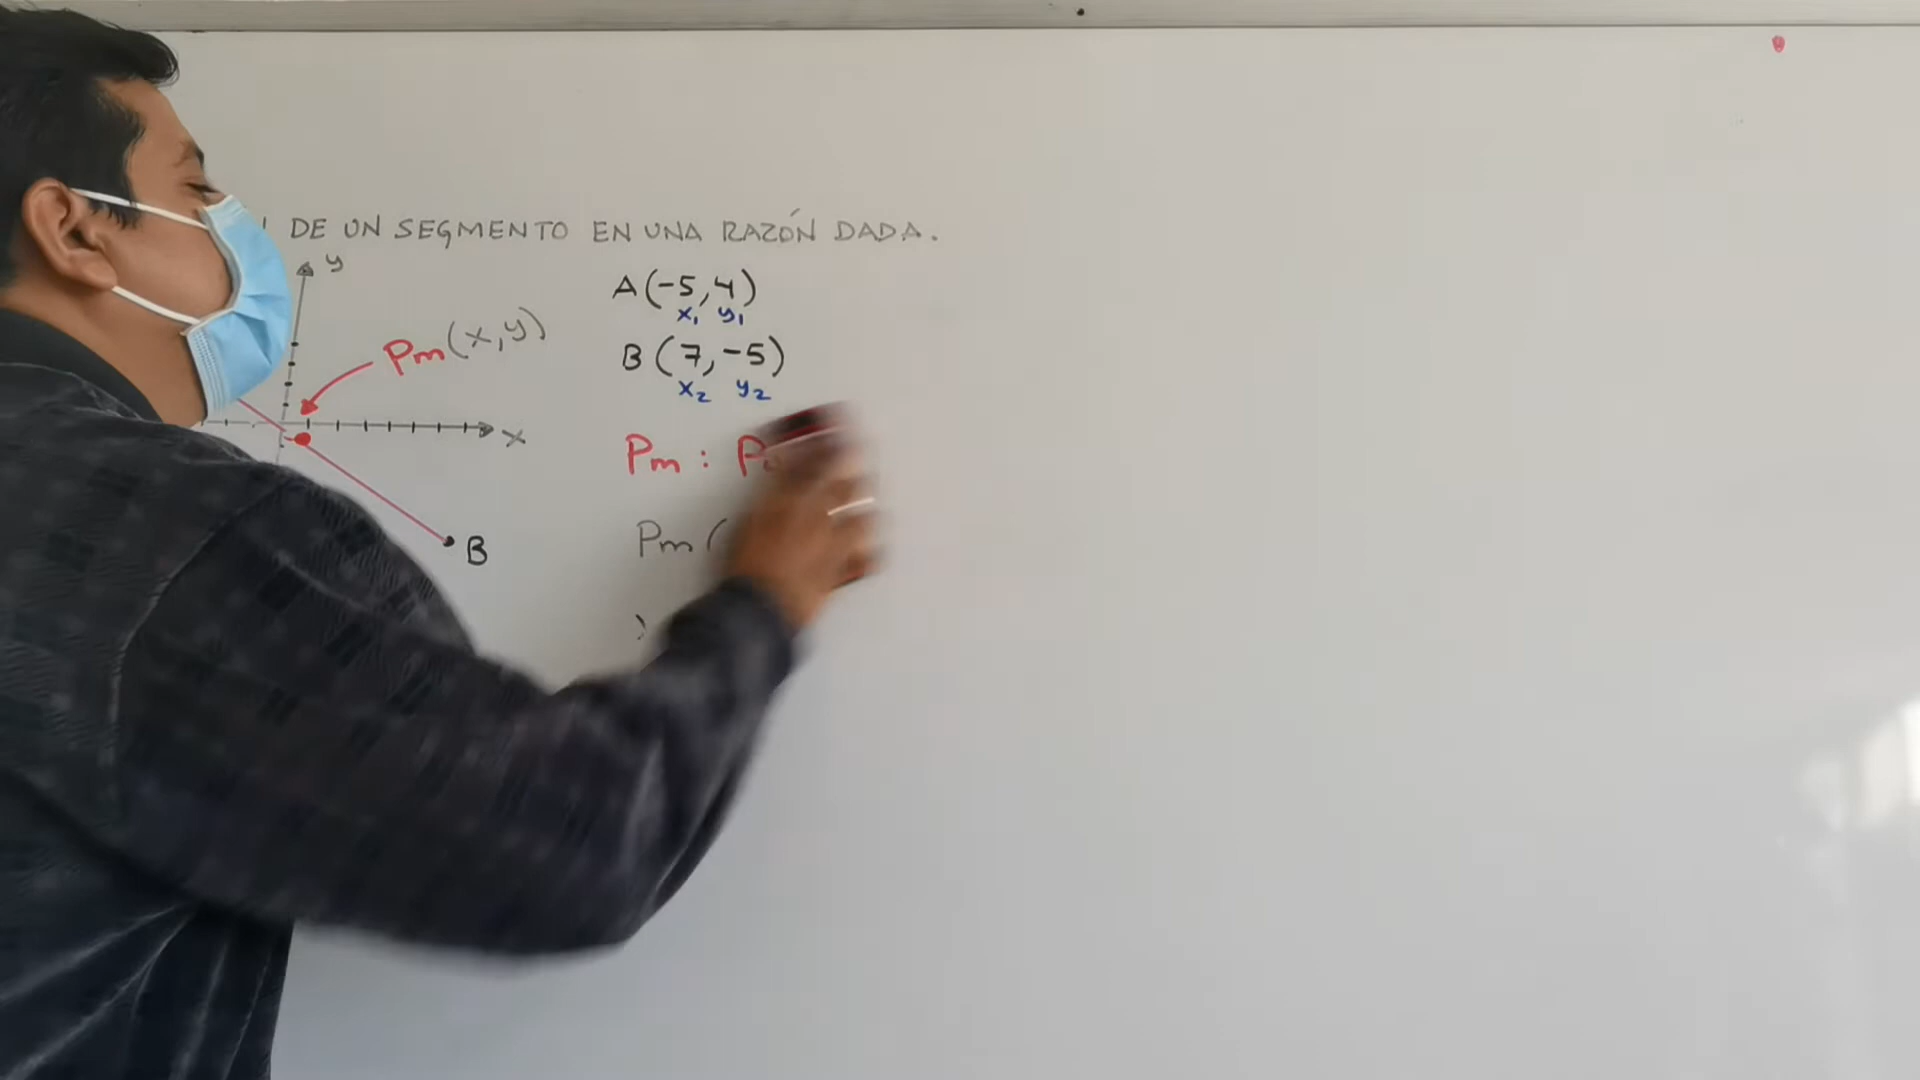 DE UN SEGMENTO EN UNA RAZÓN DADA.
y
Pm(x,y)
x
B
A(-5,4)
x₁ y₁
B(7,-5)
x₂ y₂
Pm :
Pm (